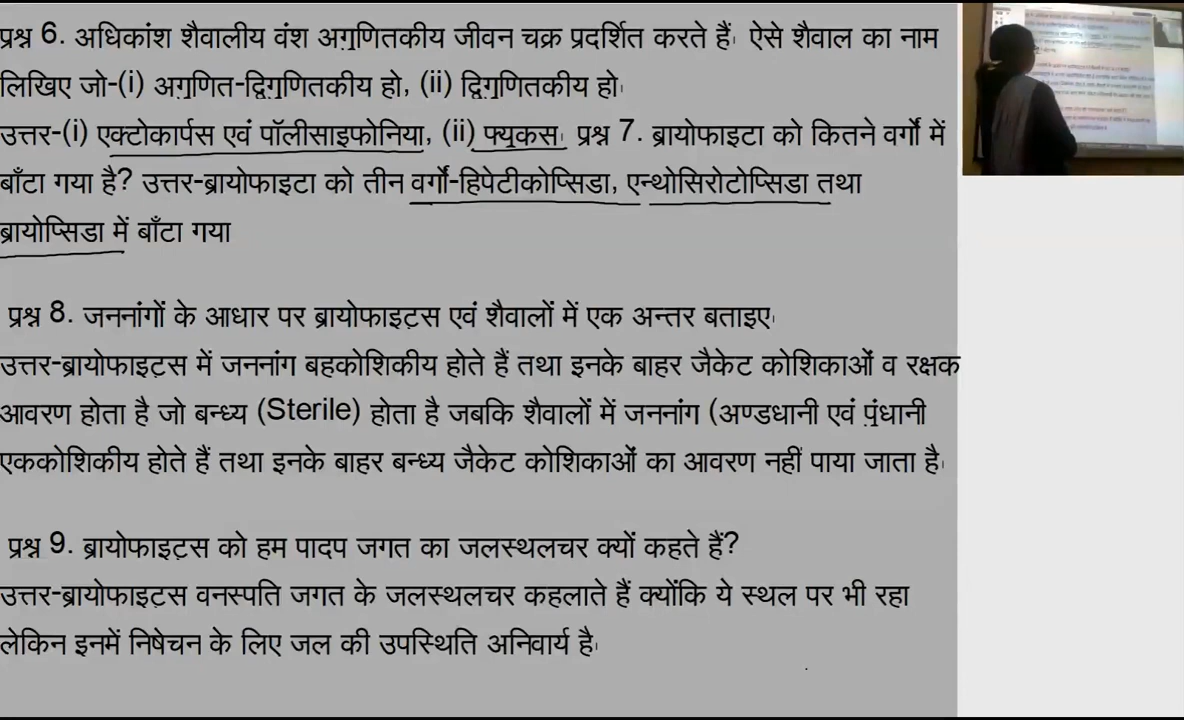 प्रश्न 6. अधिकांश शैवालीय वंश अगुणितकीय जीवन चक्र प्रदर्शित करते हैं। ऐसे शैवाल का नाम
लिखिए जो-(i) अगुणित-द्विगुणितकीय हो, (ii) द्विगुणितकीय हो।
उत्तर-(i) एक्टोकार्पस एवं पॉलीसाइफोनिया, (ii) फ्यूकस। प्रश्न 7. ब्रायोफाइटा को कितने वर्गों में
बाँटा गया है? उत्तर-ब्रायोफाइटा को तीन वर्गों-हिपेटीकोप्सिडा, एन्थोसिरोटोप्सिडा तथा
ब्रायोप्सिडा में बाँटा गया
प्रश्न 8. जननांगों के आधार पर ब्रायोफाइट्स एवं शैवालों में एक अन्तर बताइए।
उत्तर-ब्रायोफाइट्स में जननांग बहुकोशिकीय होते हैं तथा इनके बाहर जैकेट कोशिकाओं व रक्षक
आवरण होता है जो बन्ध्य (Sterile) होता है जबकि शैवालों में जननांग (अण्डधानी एवं पुंधानी
एककोशिकीय होते हैं तथा इनके बाहर बन्ध्य जैकेट कोशिकाओं का आवरण नहीं पाया जाता है।
प्रश्न 9. ब्रायोफाइट्स को हम पादप जगत का जलस्थलचर क्यों कहते हैं?
उत्तर-ब्रायोफाइट्स वनस्पति जगत के जलस्थलचर कहलाते हैं क्योंकि ये स्थल पर भी रहा
लेकिन इनमें निषेचन के लिए जल की उपस्थिति अनिवार्य है।